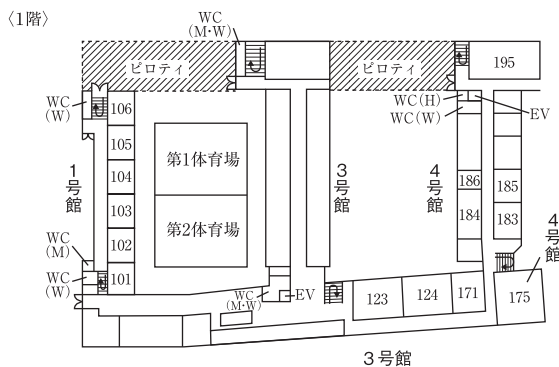 〈1階〉
WC
(M･W)
ピロティ
ピロティ
195
WC
(W)
106
WC(H)
EV
WC(W)
105
第1体育場
104
1号館
3号館
4号館
186
185
103
184
183
第2体育場
102
4号館
WC
(M)
WC
(W)
101
WC
(M･W)
EV
123
124
171
175
3号館